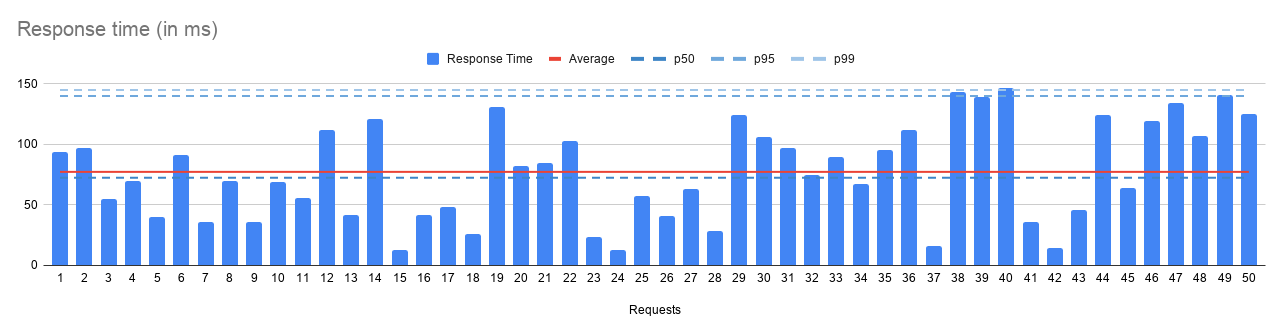 Response time (in ms)
Response Time Average p50 p95 p99
150
100
50
0
1 2 3 4 5 6 7 8 9 10 11 12 13 14 15 16 17 18 19 20 21 22 23 24 25 26 27 28 29 30 31 32 33 34 35 36 37 38 39 40 41 42 43 44 45 46 47 48 49 50
Requests